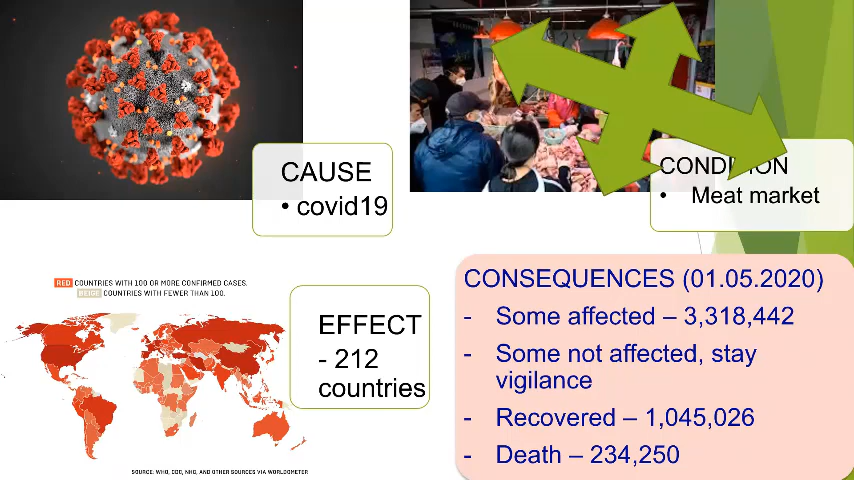 CAUSE
• covid19
CONDITION
• Meat market
RED COUNTRIES WITH 100 OR MORE CONFIRMED CASES.
BEIGE COUNTRIES WITH FEWER THAN 100.
EFFECT
- 212
countries
SOURCE: WHO, CDC, NHC, AND OTHER SOURCES VIA WORLDOMETER
CONSEQUENCES (01.05.2020)
- Some affected – 3,318,442
- Some not affected, stay
vigilance
- Recovered – 1,045,026
- Death – 234,250